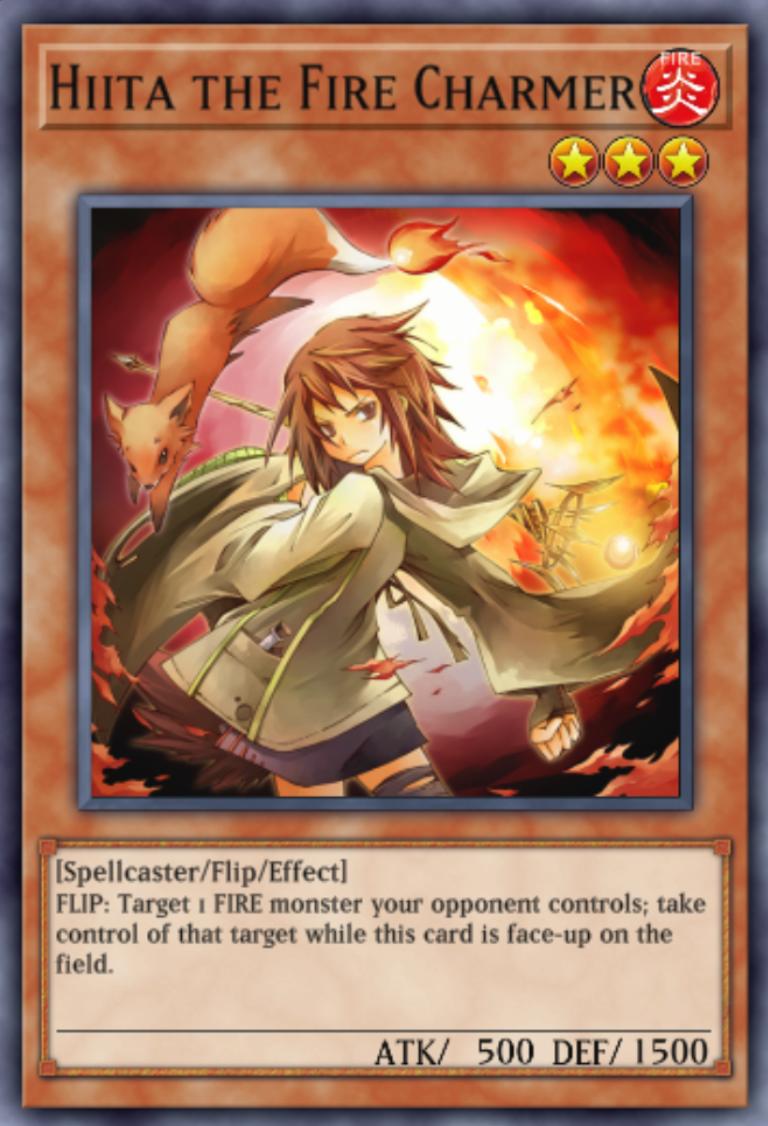 Hiita the Fire Charmer
FIRE
炎
[Spellcaster/Flip/Effect]
FLIP: Target 1 FIRE monster your opponent controls; take
control of that target while this card is face-up on the
field.
ATK/ 500 DEF/ 1500